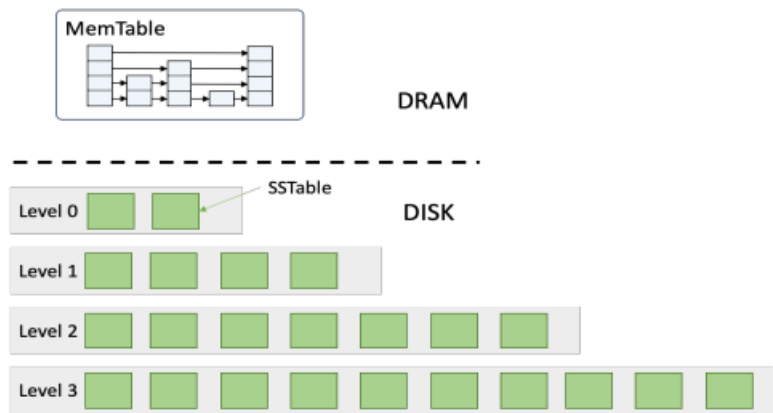 MemTable
DRAM
SSTable
Level 0
DISK
Level 1
Level 2
Level 3